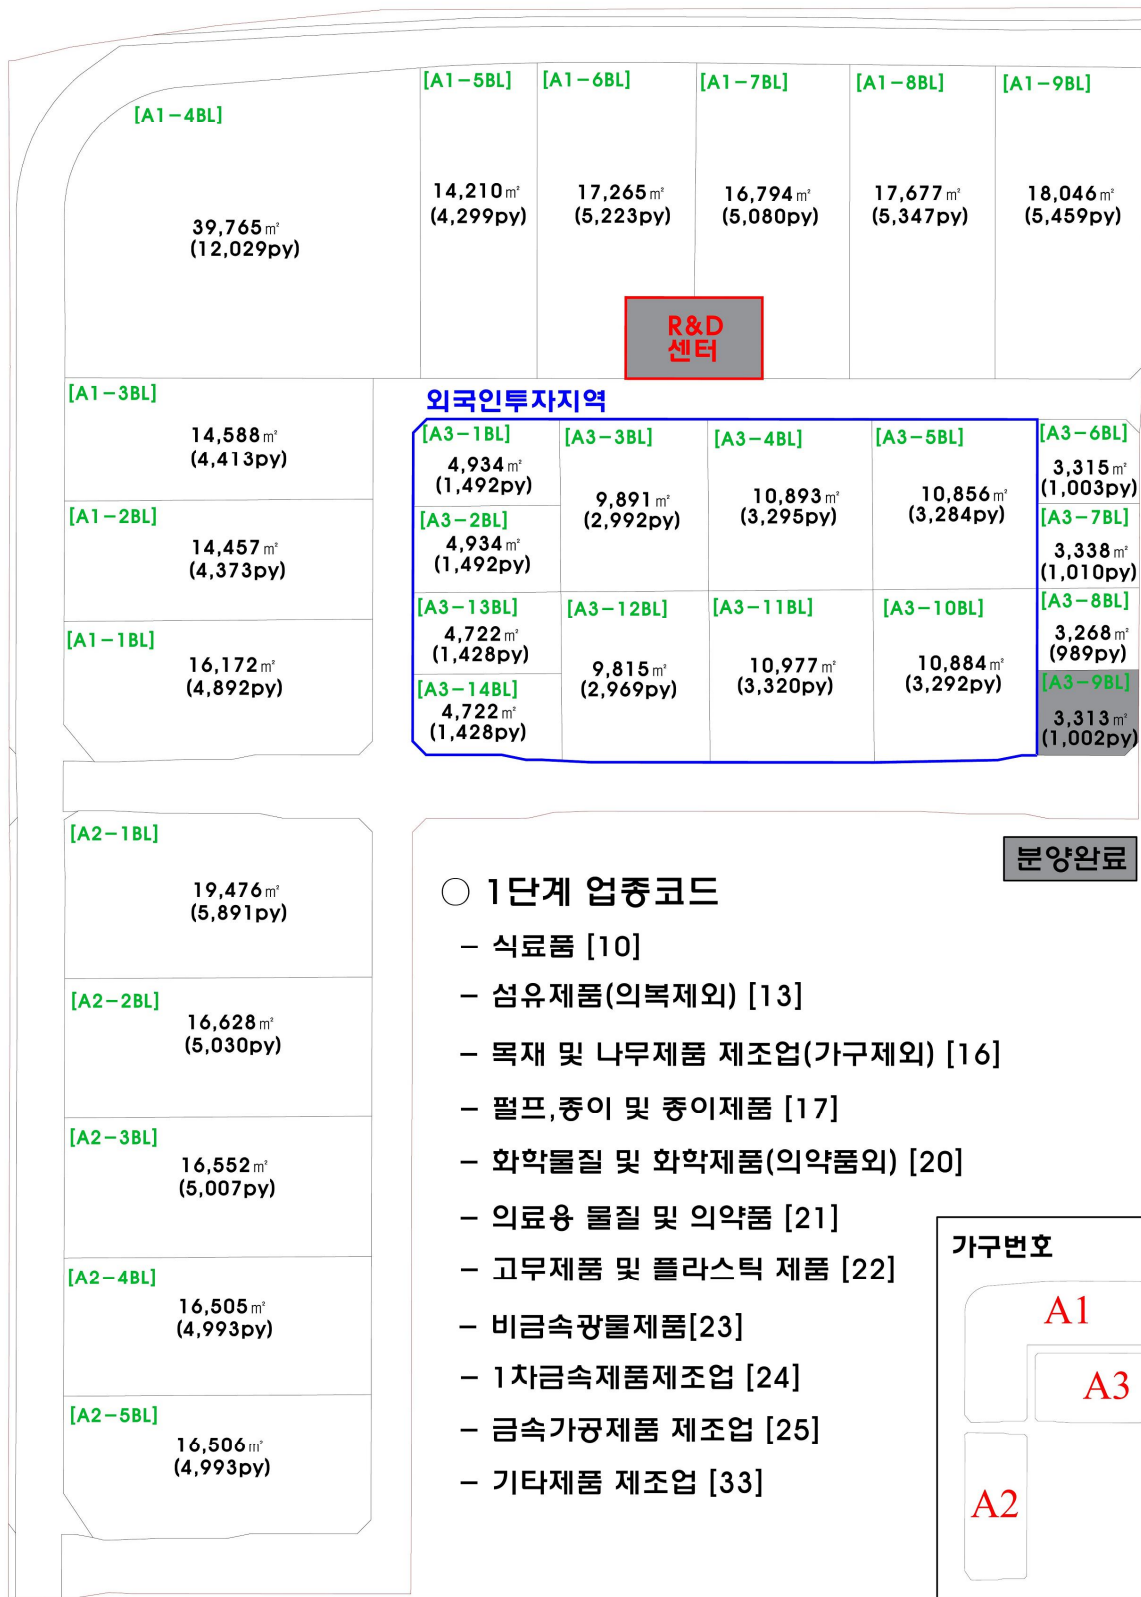 [A1-4BL]
39,765㎡
(12,029py)
[A1-5BL]
14,210㎡
(4,299py)
[A1-6BL]
17,265㎡
(5,223py)
[A1-7BL]
16,794㎡
(5,080py)
[A1-8BL]
17,677㎡
(5,347py)
[A1-9BL]
18,046㎡
(5,459py)
R&D
센터
[A1-3BL]
14,588㎡
(4,413py)
[A1-2BL]
14,457㎡
(4,373py)
[A1-1BL]
16,172㎡
(4,892py)
외국인투자지역
[A3-1BL]
4,934㎡
(1,492py)
[A3-2BL]
4,934㎡
(1,492py)
[A3-3BL]
9,891㎡
(2,992py)
[A3-4BL]
10,893㎡
(3,295py)
[A3-5BL]
10,856㎡
(3,284py)
[A3-6BL]
3,315㎡
(1,003py)
[A3-7BL]
3,338㎡
(1,010py)
[A3-13BL]
4,722㎡
(1,428py)
[A3-14BL]
4,722㎡
(1,428py)
[A3-12BL]
9,815㎡
(2,969py)
[A3-11BL]
10,977㎡
(3,320py)
[A3-10BL]
10,884㎡
(3,292py)
[A3-8BL]
3,268㎡
(989py)
[A3-9BL]
3,313㎡
(1,002py)
[A2-1BL]
19,476㎡
(5,891py)
[A2-2BL]
16,628㎡
(5,030py)
[A2-3BL]
16,552㎡
(5,007py)
[A2-4BL]
16,505㎡
(4,993py)
[A2-5BL]
16,506㎡
(4,993py)
분양완료
○ 1단계 업종코드
- 식료품 [10]
- 섬유제품(의복제외) [13]
- 목재 및 나무제품 제조업(가구제외) [16]
- 펄프,종이 및 종이제품 [17]
- 화학물질 및 화학제품(의약품외) [20]
- 의료용 물질 및 의약품 [21]
- 고무제품 및 플라스틱 제품 [22]
- 비금속광물제품[23]
- 1차금속제품제조업 [24]
- 금속가공제품 제조업 [25]
- 기타제품 제조업 [33]
가구번호
A1
A3
A2